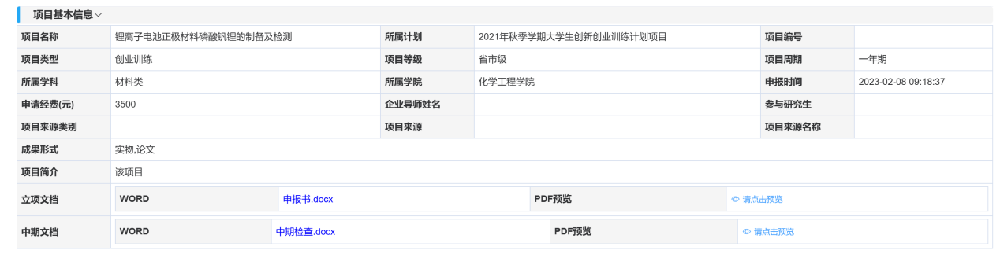 项目基本信息
项目名称 锂离子电池正极材料磷酸钒锂的制备及检测 所属计划 2021年秋季学期大学生创新创业训练计划项目 项目编号
项目类型 创业训练 项目等级 省市级 项目周期 一年期
所属学科 材料类 所属学院 化学工程学院 申报时间 2023-02-08 09:18:37
申请经费(元) 3500 企业导师姓名 参与研究生
项目来源类别 项目来源 项目来源名称
成果形式 实物,论文
项目简介 该项目
立项文档 WORD 申报书.docx PDF预览 请点击预览
中期文档 WORD 中期检查.docx PDF预览 请点击预览